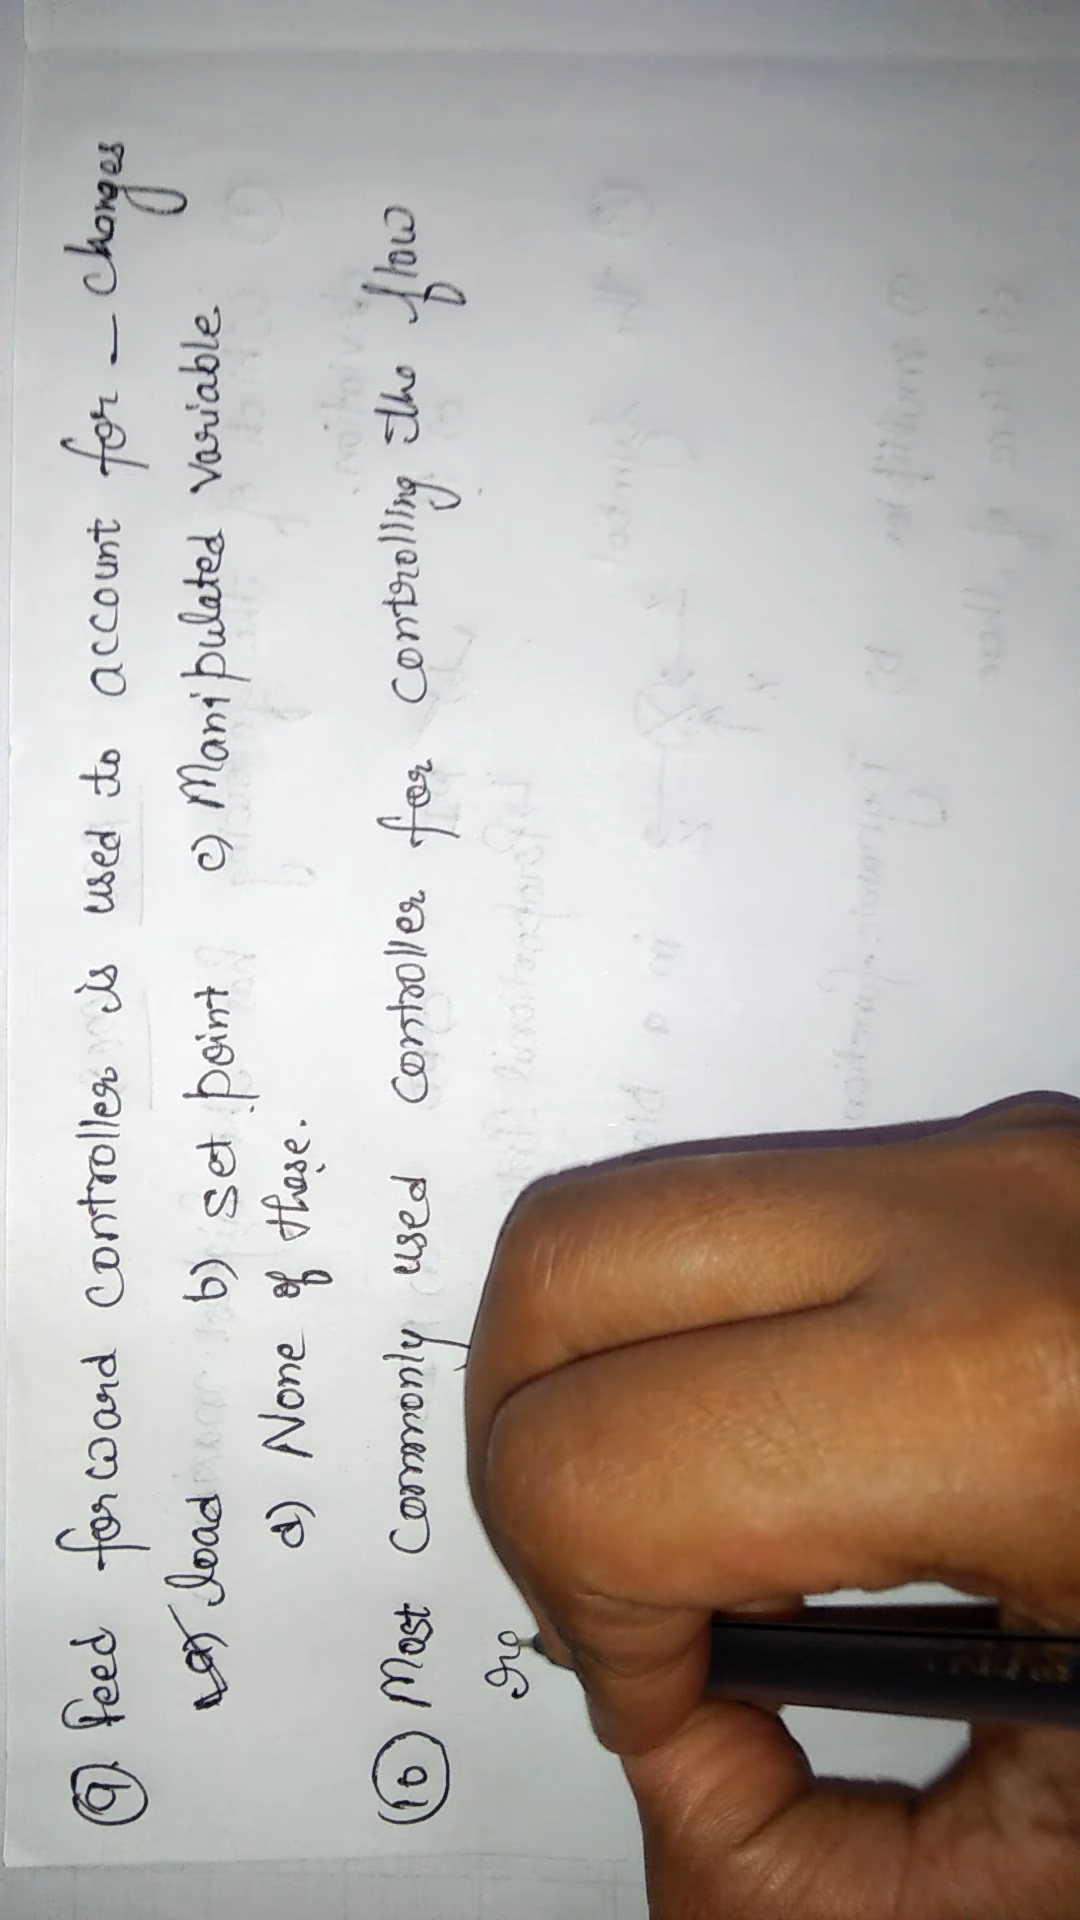 (9). feed forward controller is used to account for - changes
a) load b) set point c) Manipulated variable
d) None of these.
(10) Most Commonly used controller for controlling the flow